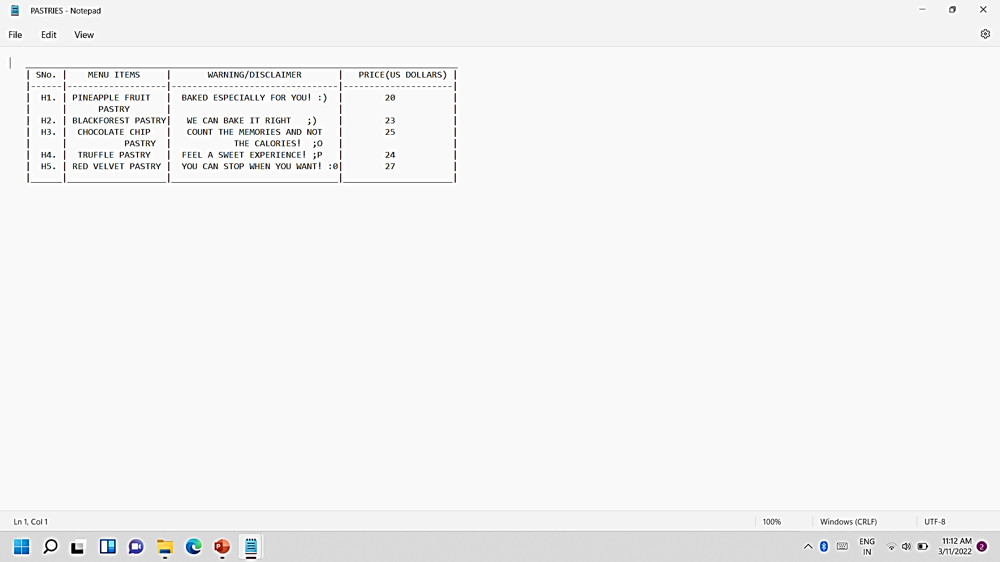 PASTRIES - Notepad
File Edit View
| SNo. | MENU ITEMS | WARNING/DISCLAIMER | PRICE(US DOLLARS) |
|------|-------------------|--------------------------------|---------------------|
| H1. | PINEAPPLE FRUIT | BAKED ESPECIALLY FOR YOU! :) | 20 |
| | PASTRY | | |
| H2. | BLACKFOREST PASTRY| WE CAN BAKE IT RIGHT ;) | 23 |
| H3. | CHOCOLATE CHIP | COUNT THE MEMORIES AND NOT | 25 |
| | PASTRY | THE CALORIES! ;O | |
| H4. | TRUFFLE PASTRY | FEEL A SWEET EXPERIENCE! ;P | 24 |
| H5. | RED VELVET PASTRY | YOU CAN STOP WHEN YOU WANT! :0| 27 |
|______|___________________|________________________________|_____________________|
Ln 1, Col 1 100% Windows (CRLF) UTF-8
ENG 11:12 AM
IN 3/11/2022 2